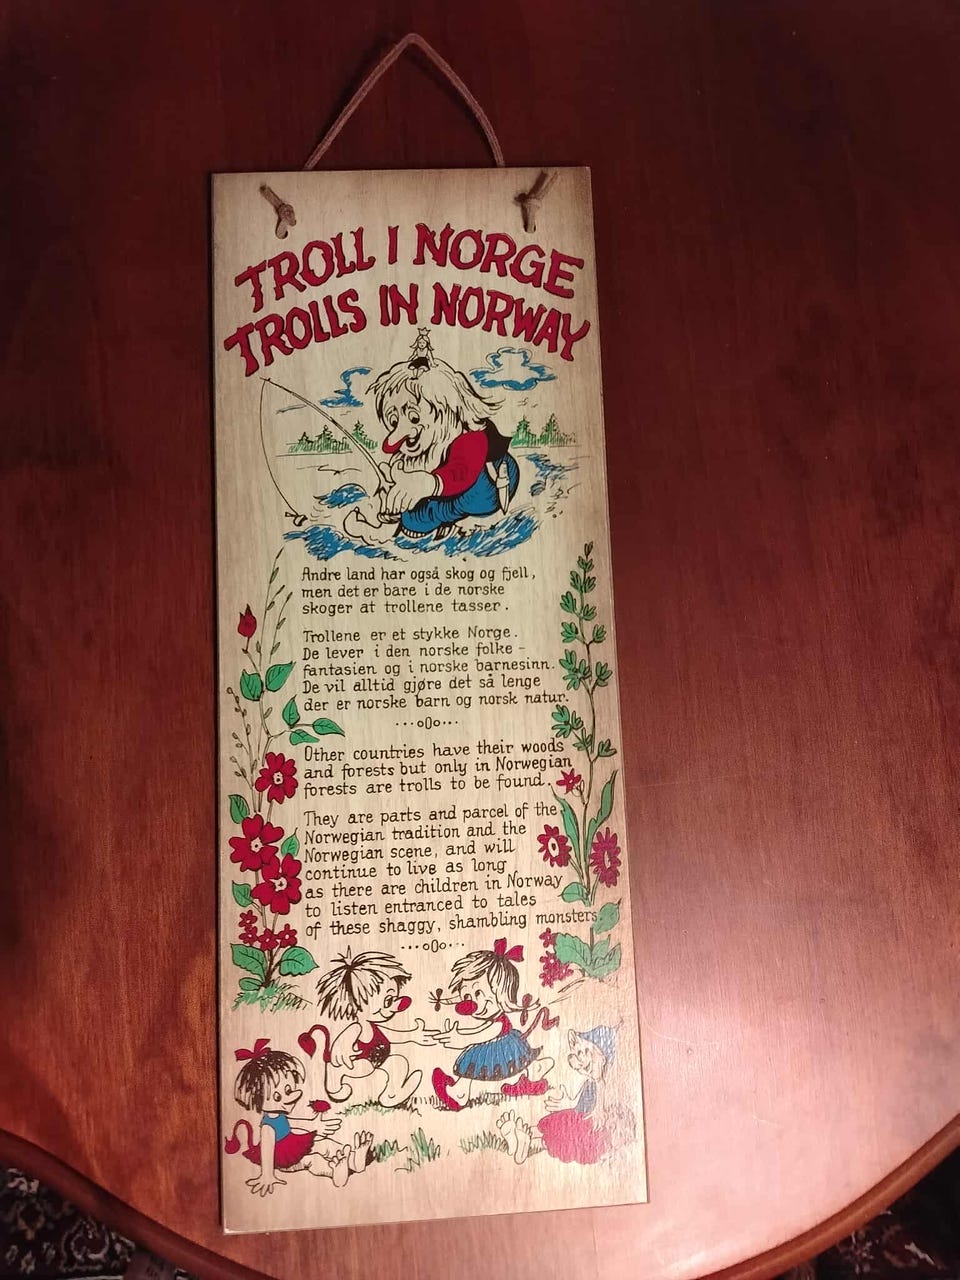 TROLL I NORGE
TROLLS IN NORWAY
Andre land har også skog og fjell,
men det er bare i de norske
skoger at trollene tasser.
Trollene er et stykke Norge.
De lever i den norske folke-
fantasien og i norske barnesinn.
De vil alltid gjøre det så lenge
der er norske barn og norsk natur.
...oOo...
Other countries have their woods
and forests but only in Norwegian
forests are trolls to be found.
They are parts and parcel of the
Norwegian tradition and the
Norwegian scene, and will
continue to live as long
as there are children in Norway
to listen entranced to tales
of these shaggy, shambling monsters.
...oOo...